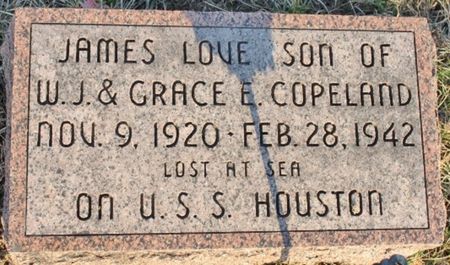 JAMES LOVE SON OF
W.J. & GRACE E. COPELAND
NOV. 9, 1920 - FEB. 28, 1942
LOST AT SEA
ON U.S.S. HOUSTON